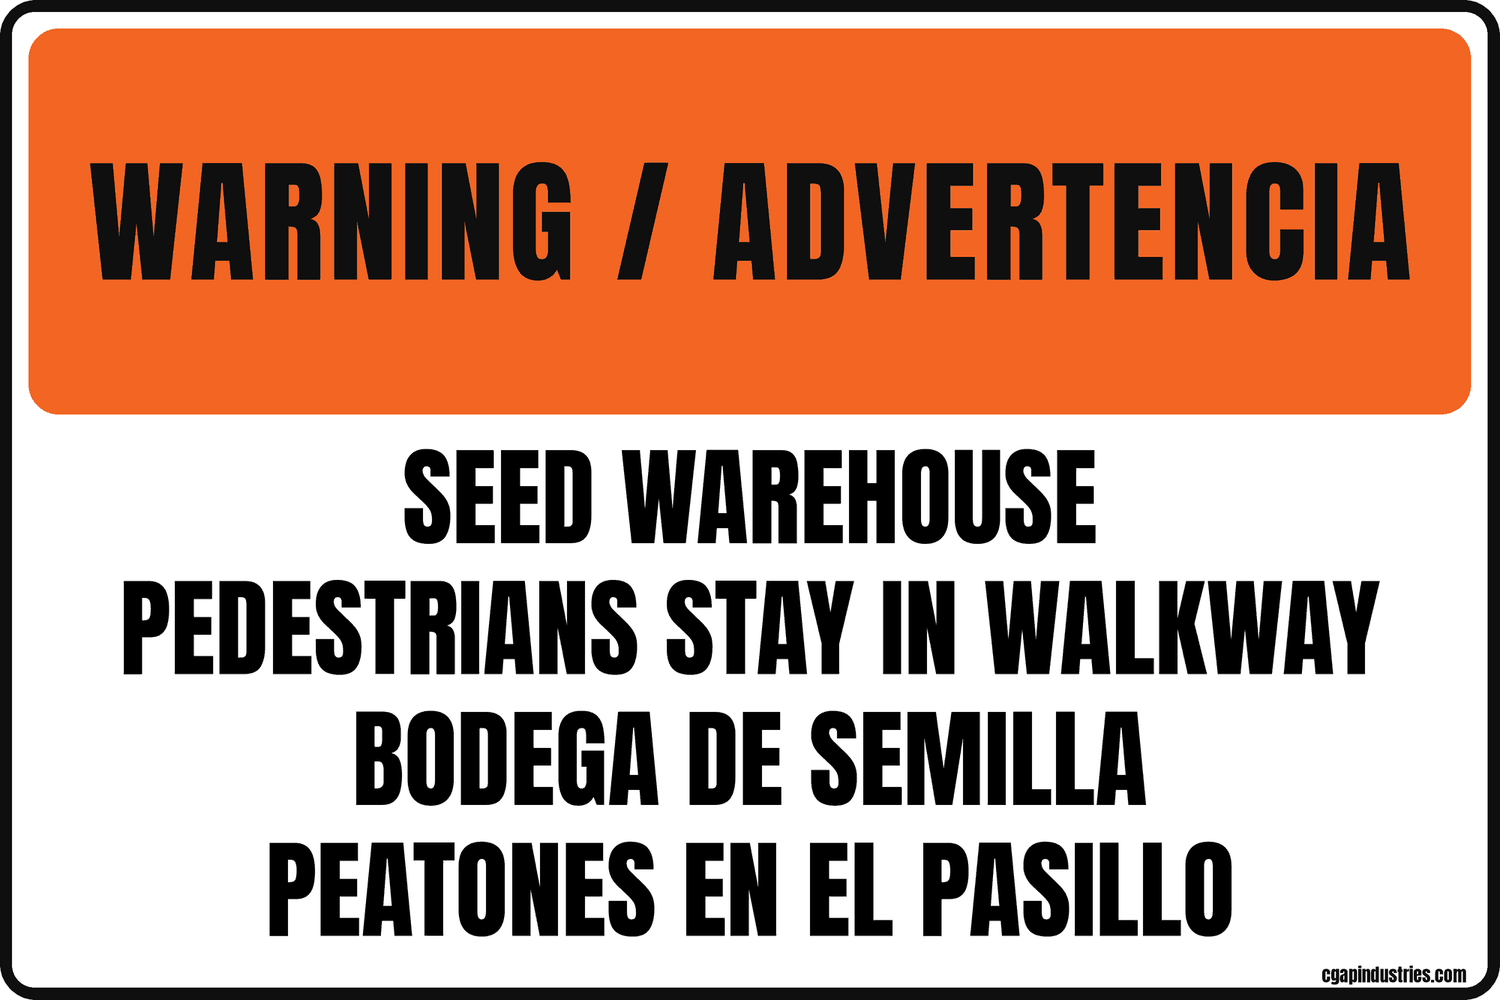 WARNING / ADVERTENCIA
SEED WAREHOUSE
PEDESTRIANS STAY IN WALKWAY
BODEGA DE SEMILLA
PEATONES EN EL PASILLO
cgapindustries.com